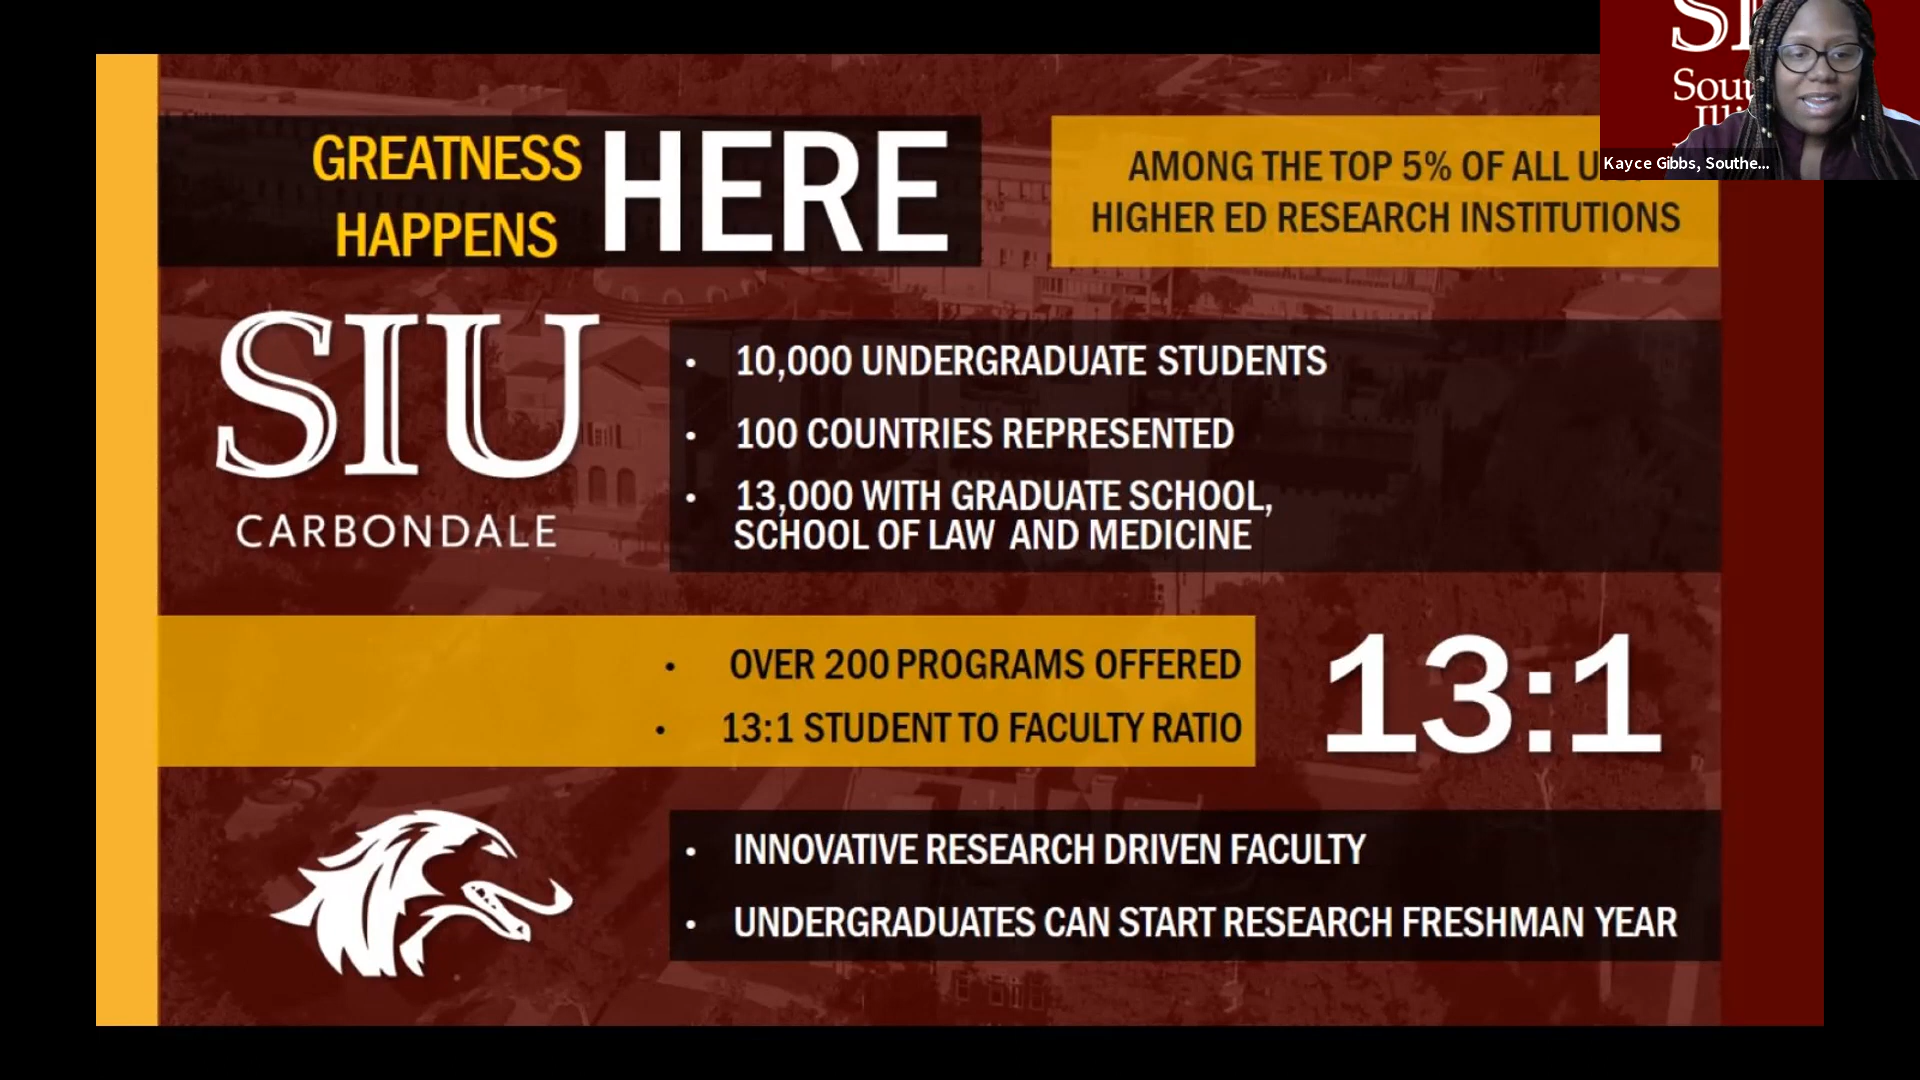 GREATNESS
HAPPENS
HERE
AMONG THE TOP 5% OF ALL
HIGHER ED RESEARCH INSTITUTIONS
Kayce Gibbs, Southe...
SIU
CARBONDALE
• 10,000 UNDERGRADUATE STUDENTS
• 100 COUNTRIES REPRESENTED
• 13,000 WITH GRADUATE SCHOOL,
SCHOOL OF LAW AND MEDICINE
• OVER 200 PROGRAMS OFFERED
• 13:1 STUDENT TO FACULTY RATIO
13:1
• INNOVATIVE RESEARCH DRIVEN FACULTY
• UNDERGRADUATES CAN START RESEARCH FRESHMAN YEAR